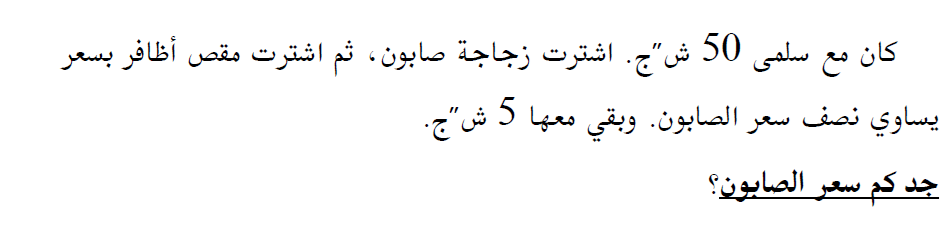 كان مع سلمى 50 ش"ج. اشترت زجاجة صابون، ثم اشترت مقص أظافر بسعر
يساوي نصف سعر الصابون. وبقي معها 5 ش"ج.
جد كم سعر الصابون؟